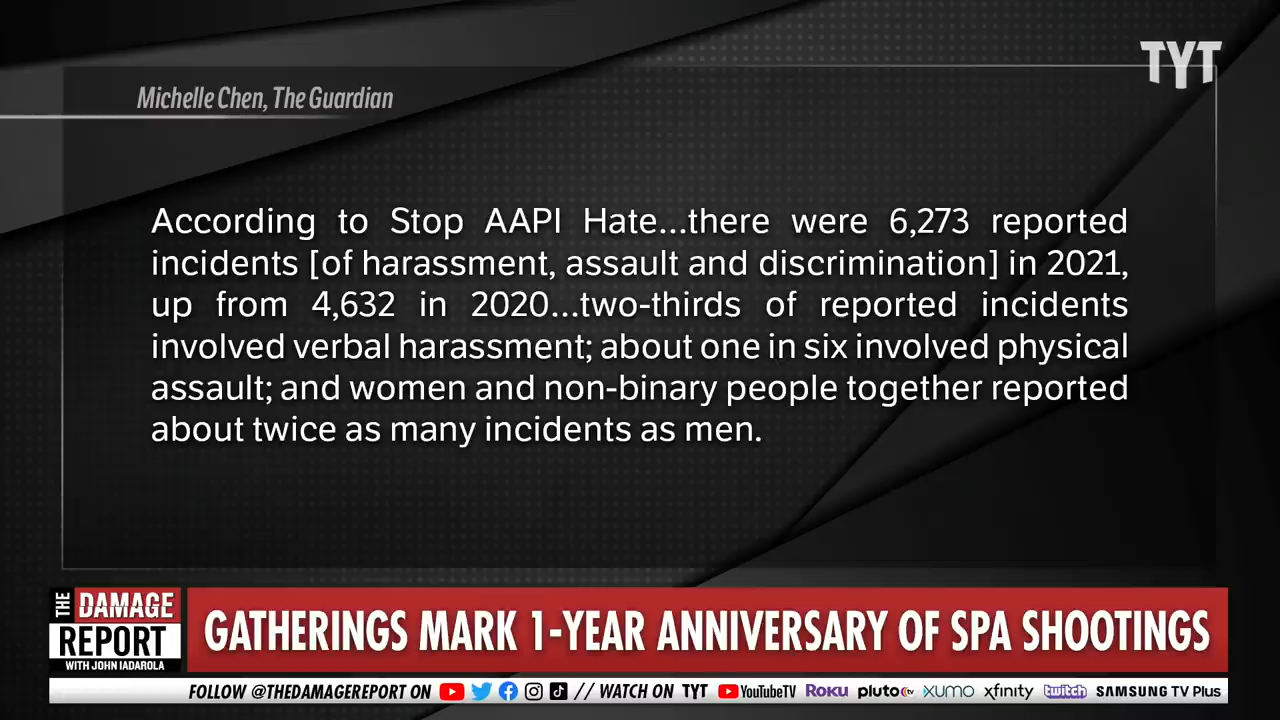 TYT
Michelle Chen, The Guardian
According to Stop AAPI Hate...there were 6,273 reported
incidents [of harassment, assault and discrimination] in 2021,
up from 4,632 in 2020...two-thirds of reported incidents
involved verbal harassment; about one in six involved physical
assault; and women and non-binary people together reported
about twice as many incidents as men.
THE DAMAGE
REPORT
WITH JOHN IADAROLA
GATHERINGS MARK 1-YEAR ANNIVERSARY OF SPA SHOOTINGS
FOLLOW @THEDAMAGEREPORT ON // WATCH ON TYT YouTubeTV ROKU pluto tv XUMO xfinity twitch SAMSUNG TV Plus